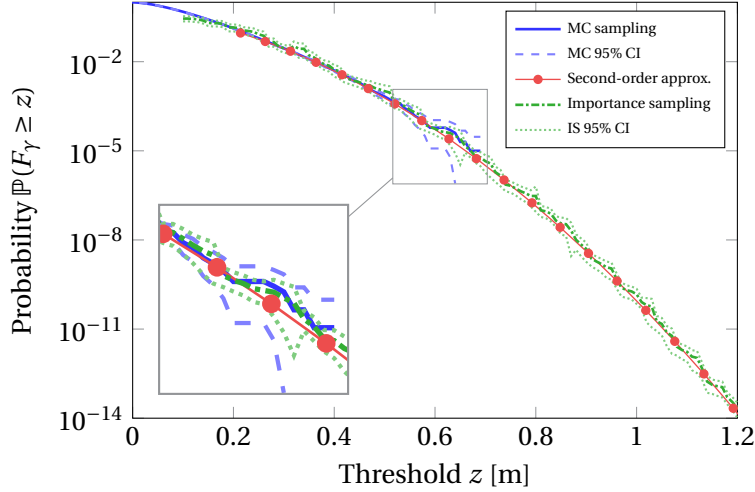 MC sampling
MC 95% CI
Second-order approx.
Importance sampling
IS 95% CI
Probability ℙ(F_γ ≥ z)
10^−2
10^−5
10^−8
10^−11
10^−14
0 0.2 0.4 0.6 0.8 1 1.2
Threshold z [m]